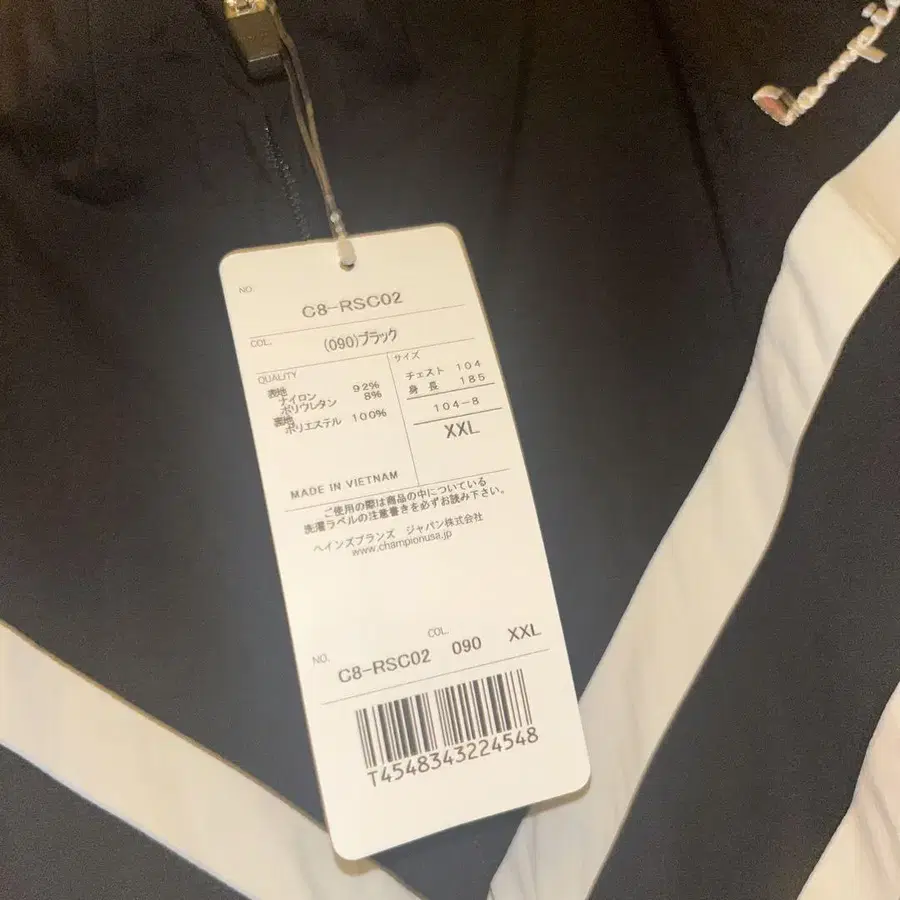 Champion
NO.
C8-RSC02
COL.
(090)ブラック
QUALITY
表地
ナイロン 92%
ポリウレタン 8%
裏地
ポリエステル 100%
サイズ
チェスト 104
身長 185
104-8
XXL
MADE IN VIETNAM
ご使用の際は商品の中についている
洗濯ラベルの注意書きを必ずお読み下さい。
ヘインズブランズ ジャパン株式会社
www.championusa.jp
NO. COL.
C8-RSC02 090 XXL
T4548343224548